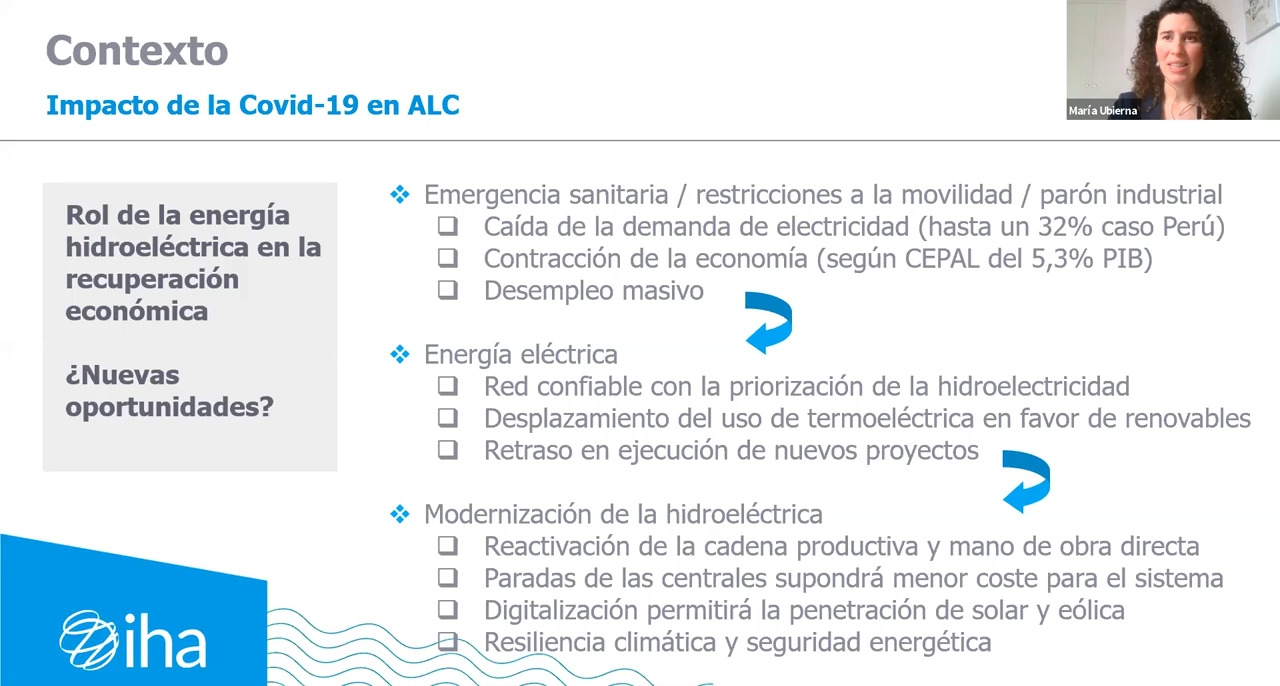 Contexto
Impacto de la Covid-19 en ALC
María Ubierna
Rol de la energía
hidroeléctrica en la
recuperación
económica
¿Nuevas
oportunidades?
Emergencia sanitaria / restricciones a la movilidad / parón industrial
Caída de la demanda de electricidad (hasta un 32% caso Perú)
Contracción de la economía (según CEPAL del 5,3% PIB)
Desempleo masivo
Energía eléctrica
Red confiable con la priorización de la hidroelectricidad
Desplazamiento del uso de termoeléctrica en favor de renovables
Retraso en ejecución de nuevos proyectos
Modernización de la hidroeléctrica
Reactivación de la cadena productiva y mano de obra directa
Paradas de las centrales supondrá menor coste para el sistema
Digitalización permitirá la penetración de solar y eólica
Resiliencia climática y seguridad energética
iha